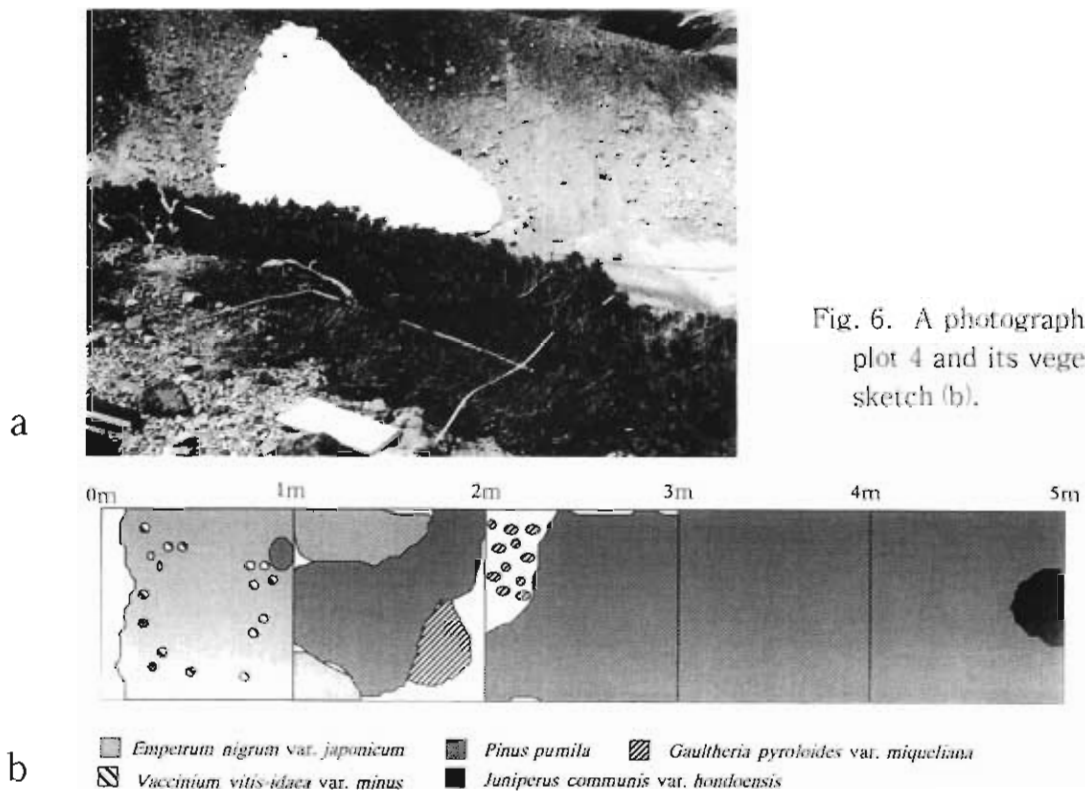 Fig. 6. A photograph
plot 4 and its vege
sketch (b).
a
0m 1m 2m 3m 4m 5m
Empetrum nigrum var. japonicum Pinus pumila Gaultheria pyroloides var. miqueliana
b
Vaccinium vitis-idaea var. minus Juniperus communis var. hondoensis